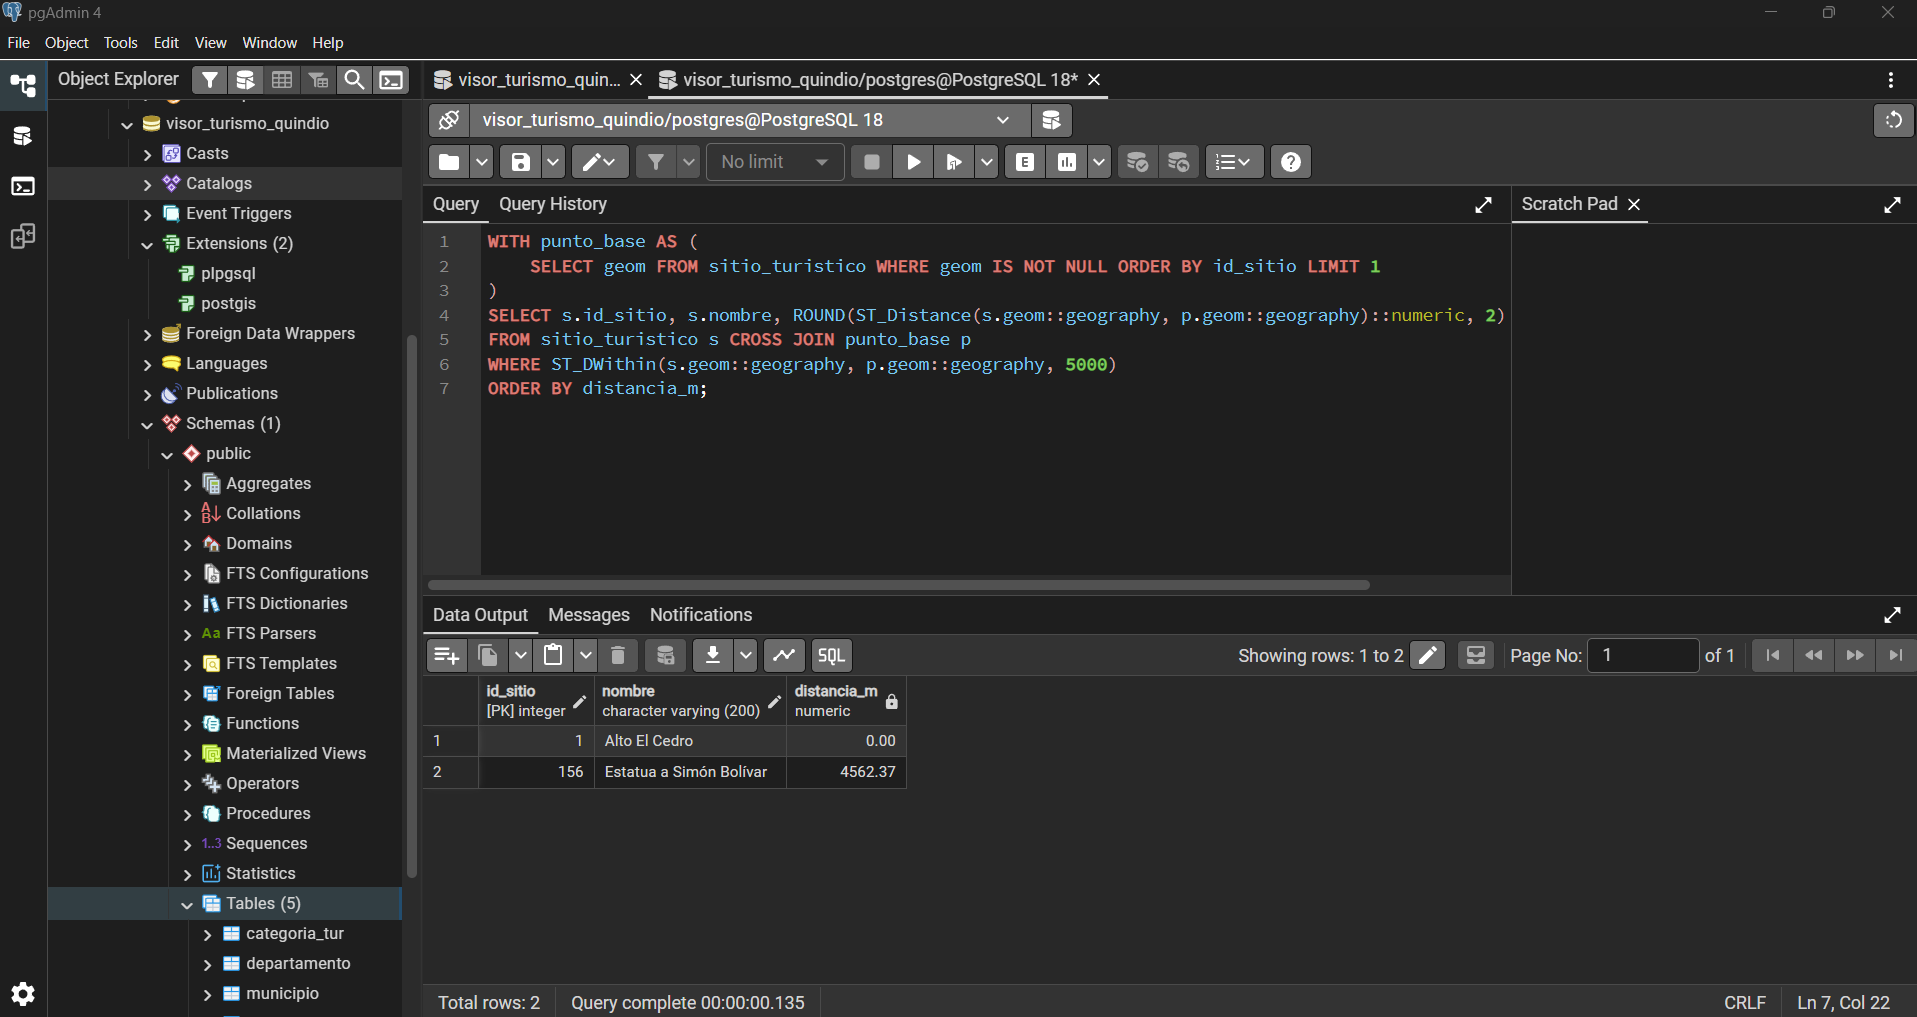 pgAdmin 4
File Object Tools Edit View Window Help
Object Explorer
visor_turismo_quin...
visor_turismo_quindio/postgres@PostgreSQL 18*
visor_turismo_quindio/postgres@PostgreSQL 18
No limit
E
visor_turismo_quindio
Casts
Catalogs
Event Triggers
Extensions (2)
plpgsql
postgis
Foreign Data Wrappers
Languages
Publications
Schemas (1)
public
Aggregates
Collations
Domains
FTS Configurations
FTS Dictionaries
Aa FTS Parsers
FTS Templates
Foreign Tables
Functions
Materialized Views
Operators
Procedures
1..3 Sequences
Statistics
Tables (5)
categoria_tur
departamento
municipio
Query Query History
Scratch Pad
1 WITH punto_base AS (
2 SELECT geom FROM sitio_turistico WHERE geom IS NOT NULL ORDER BY id_sitio LIMIT 1
3 )
4 SELECT s.id_sitio, s.nombre, ROUND(ST_Distance(s.geom::geography, p.geom::geography)::numeric, 2)
5 FROM sitio_turistico s CROSS JOIN punto_base p
6 WHERE ST_DWithin(s.geom::geography, p.geom::geography, 5000)
7 ORDER BY distancia_m;
Data Output Messages Notifications
SQL
Showing rows: 1 to 2
Page No: 1 of 1
id_sitio nombre distancia_m
[PK] integer character varying (200) numeric
1 1 Alto El Cedro 0.00
2 156 Estatua a Simón Bolívar 4562.37
Total rows: 2 Query complete 00:00:00.135 CRLF Ln 7, Col 22